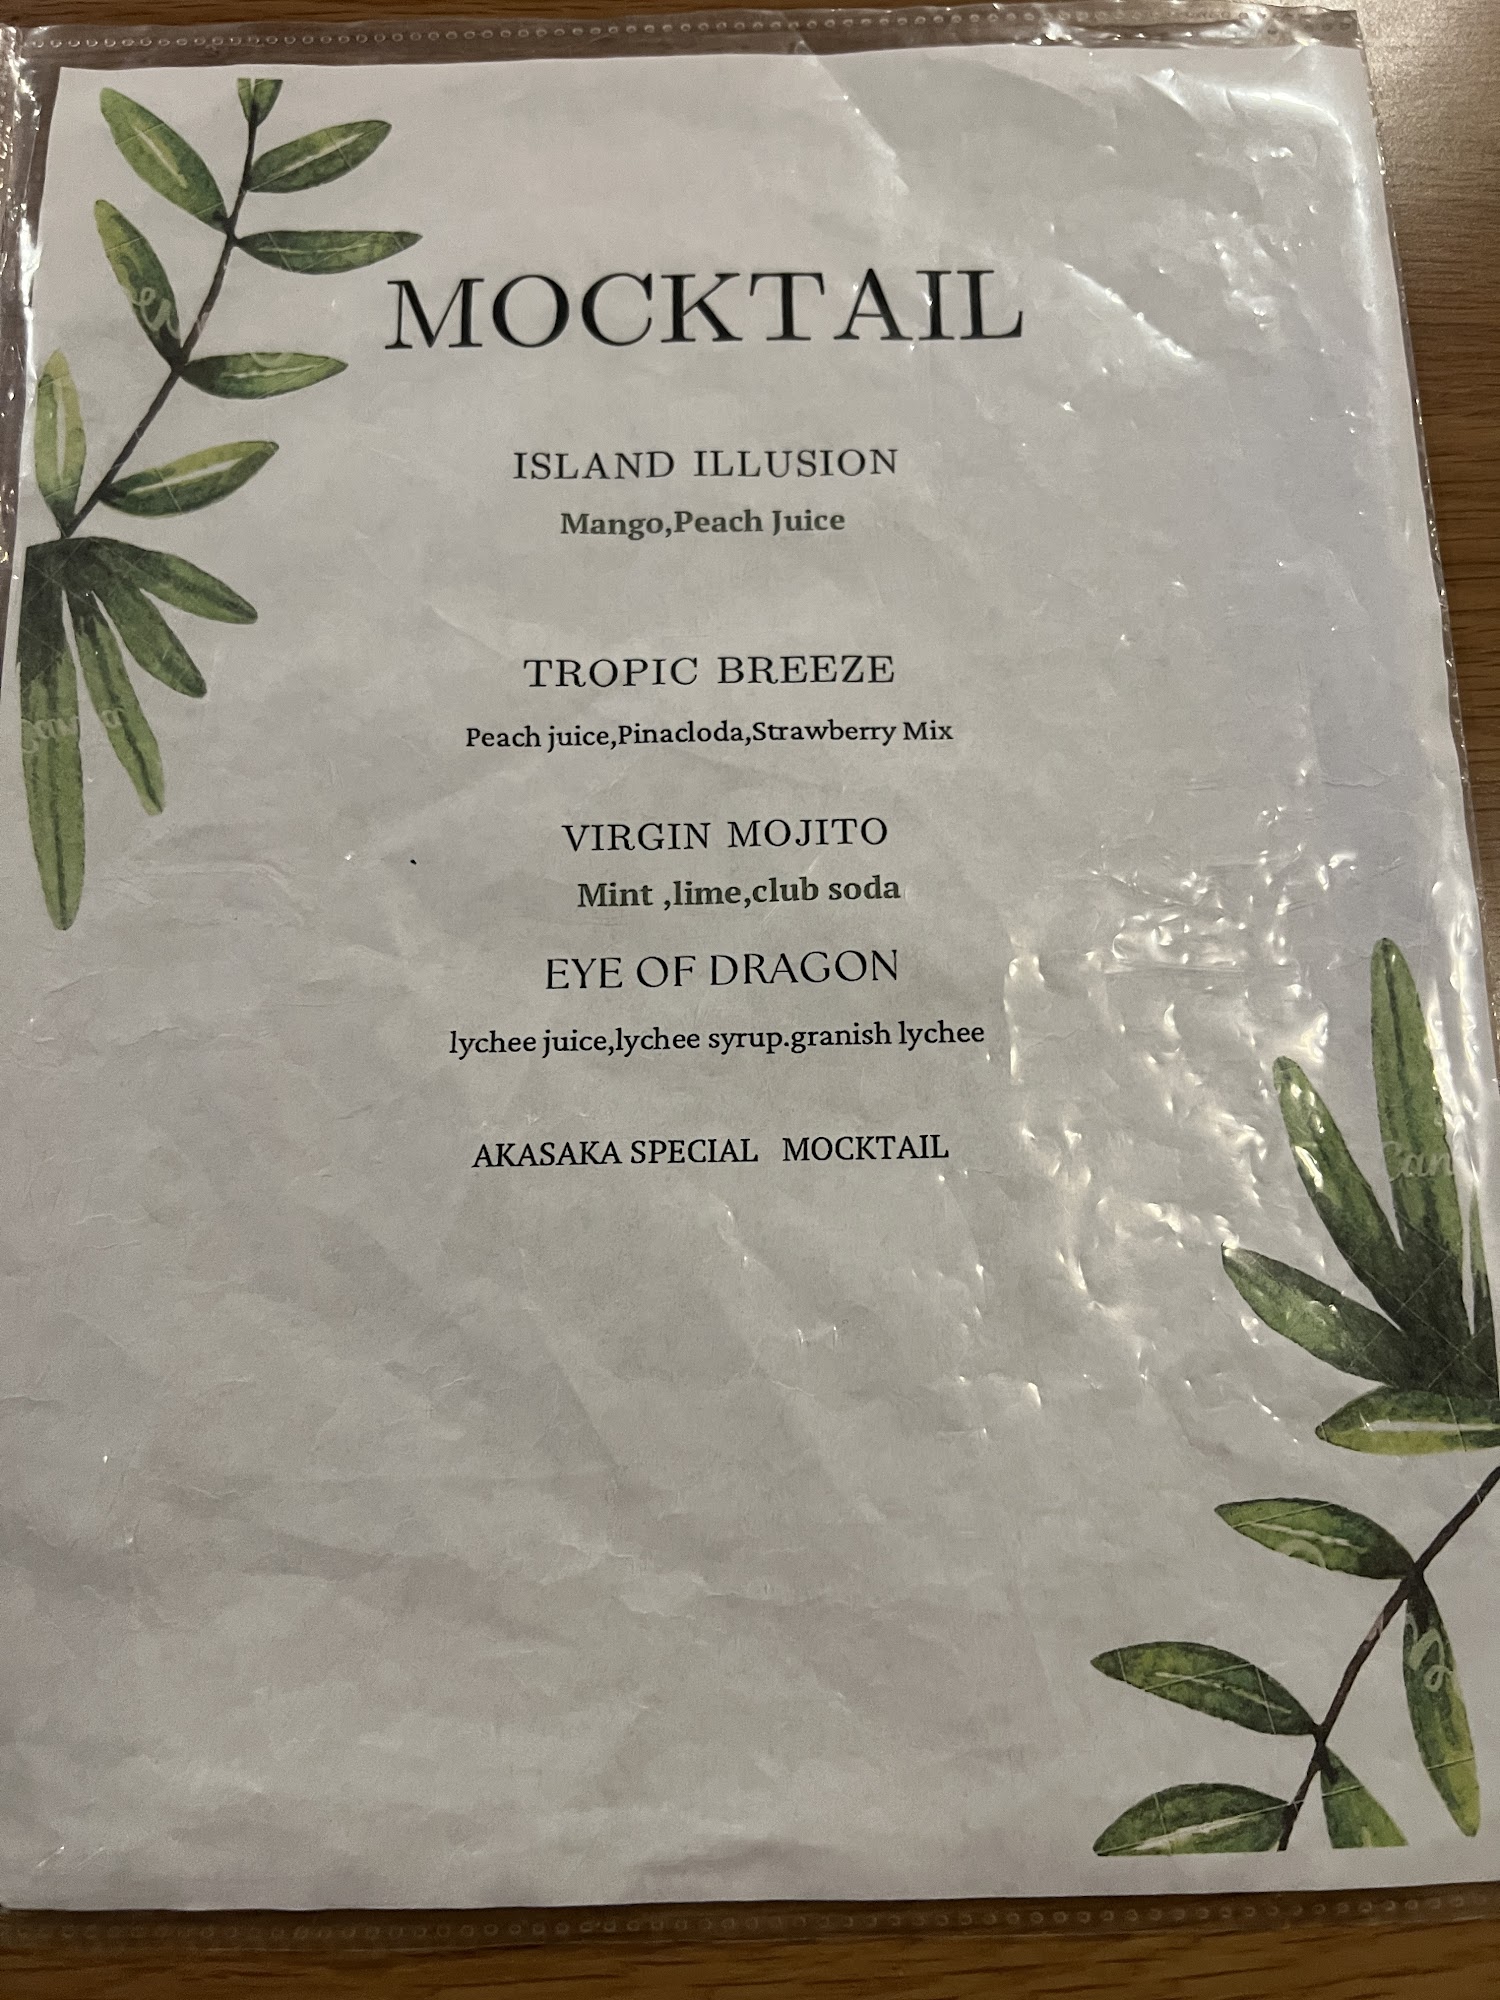 MOCKTAIL
ISLAND ILLUSION
Mango,Peach Juice
TROPIC BREEZE
Peach juice,Pinacloda,Strawberry Mix
VIRGIN MOJITO
Mint ,lime,club soda
EYE OF DRAGON
lychee juice,lychee syrup.granish lychee
AKASAKA SPECIAL MOCKTAIL